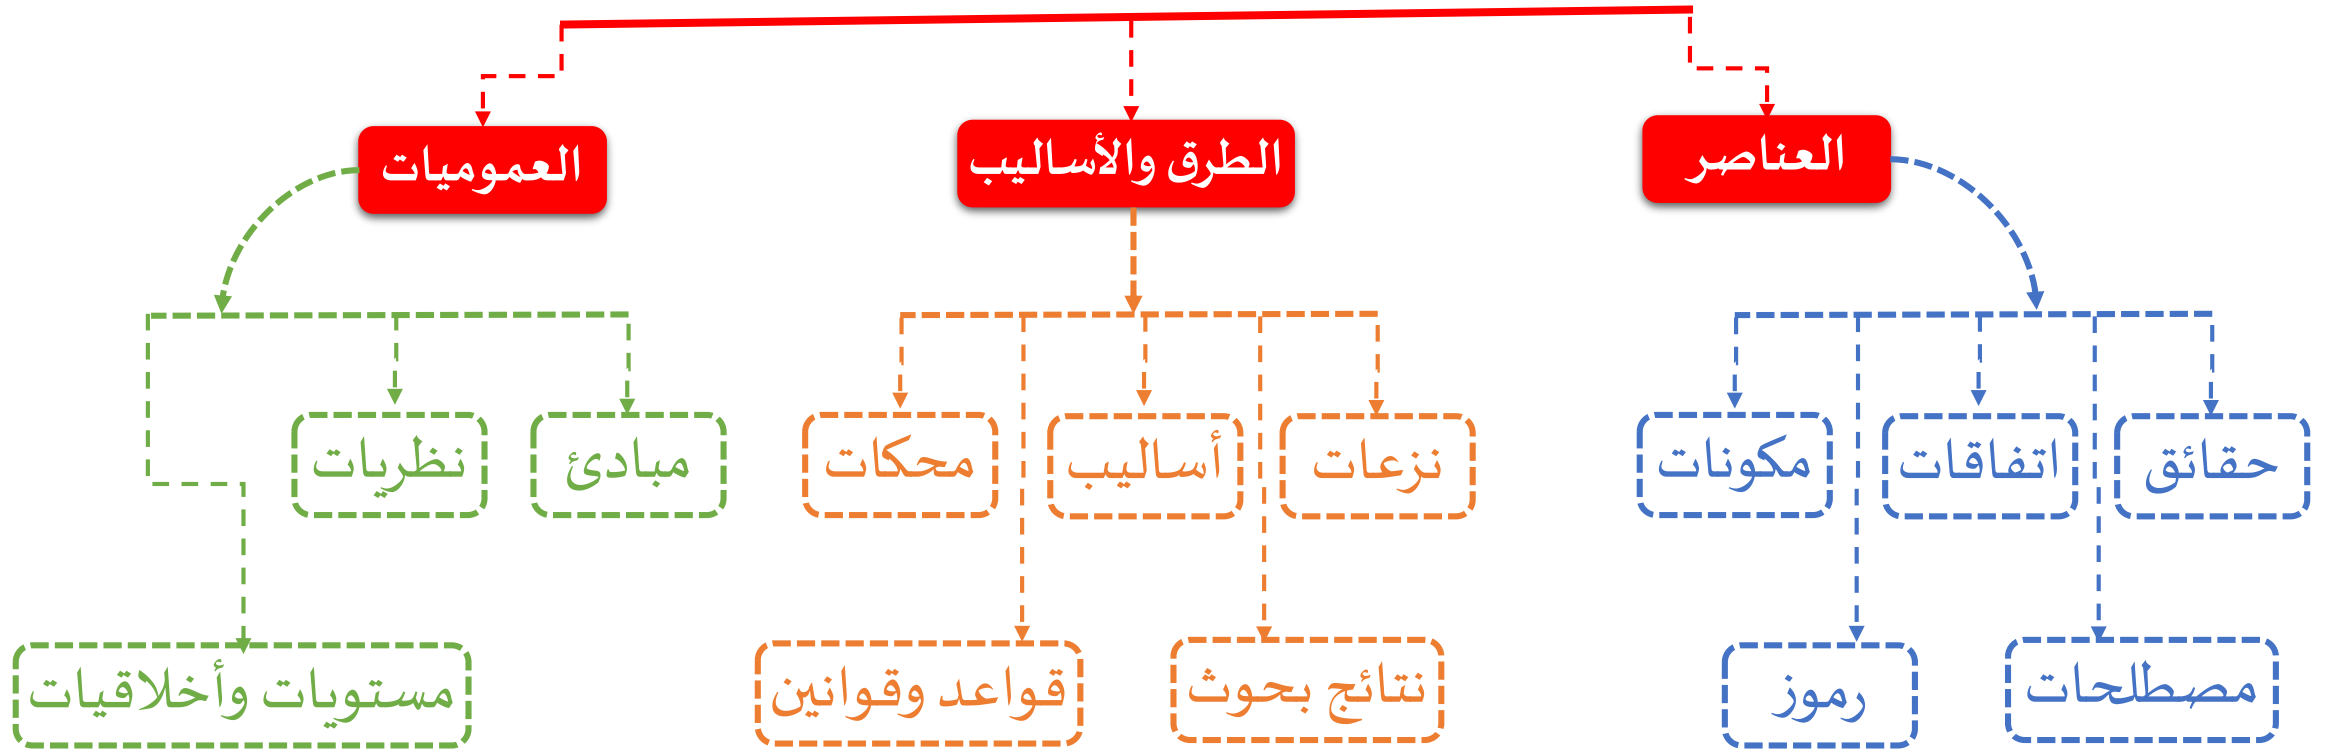 العناصر
الطرق والأساليب
العموميات
حقائق
اتفاقات
مكونات
نزعات
أساليب
محكات
مبادئ
نظريات
مصطلحات
رموز
نتائج بحوث
قواعد وقوانين
مستويات وأخلاقيات